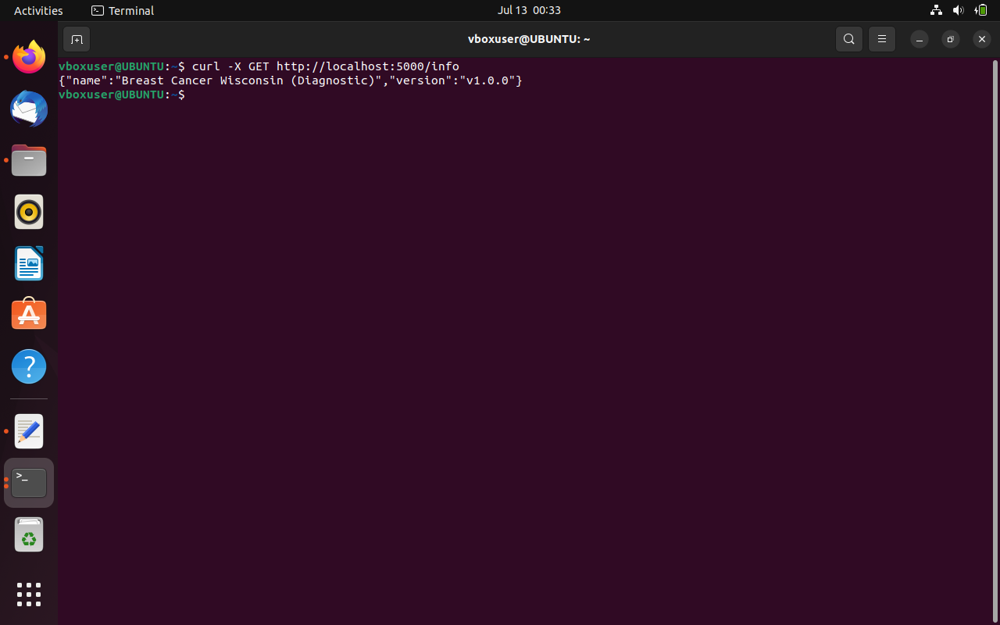 Activities
Terminal
Jul 13 00:33
vboxuser@UBUNTU: ~
vboxuser@UBUNTU:~$ curl -X GET http://localhost:5000/info
{"name":"Breast Cancer Wisconsin (Diagnostic)","version":"v1.0.0"}
vboxuser@UBUNTU:~$